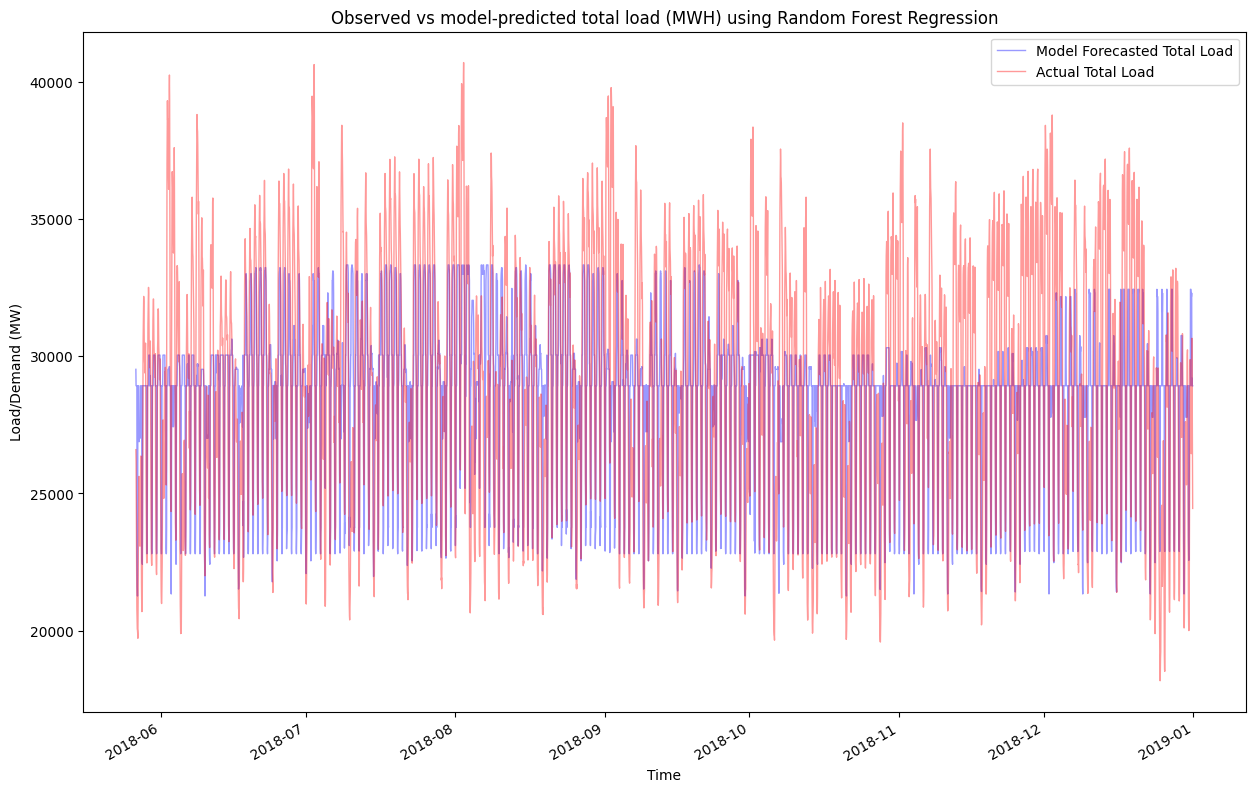 Observed vs model-predicted total load (MWH) using Random Forest Regression
Model Forecasted Total Load
Actual Total Load
40000
35000
30000
25000
20000
Load/Demand (MW)
2018-06
2018-07
2018-08
2018-09
2018-10
2018-11
2018-12
2019-01
Time